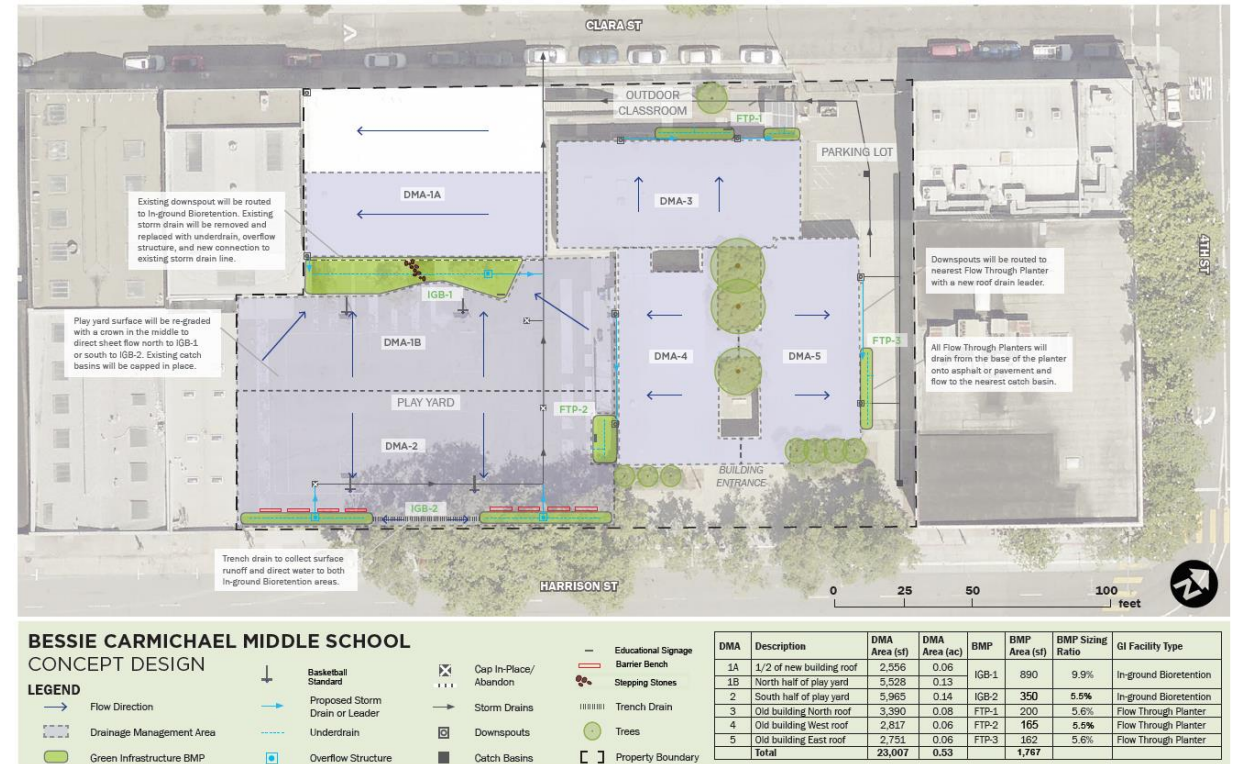 CLARA ST
OUTDOOR
CLASSROOM
FTP-1
PARKING LOT
DMA-1A
DMA-3
Existing downspout will be routed
to In-ground Bioretention. Existing
storm drain will be removed and
replaced with underdrain, overflow
structure, and new connection to
existing storm drain line.
4TH ST
Downspouts will be routed to
nearest Flow Through Planter
with a new roof drain leader.
IGB-1
Play yard surface will be re-graded
with a crown in the middle to
direct sheet flow north to IGB-1
or south to IGB-2. Existing catch
basins will be capped in place.
DMA-1B
DMA-4
DMA-5
FTP-3
All Flow Through Planters will
drain from the base of the planter
onto asphalt or pavement and
flow to the nearest catch basin.
PLAY YARD
FTP-2
DMA-2
BUILDING
ENTRANCE
IGB-2
Trench drain to collect surface
runoff and direct water to both
In-ground Bioretention areas.
HARRISON ST
0 25 50 100
feet
N
BESSIE CARMICHAEL MIDDLE SCHOOL
CONCEPT DESIGN
LEGEND
Flow Direction
Drainage Management Area
Green Infrastructure BMP
Basketball
Standard
Proposed Storm
Drain or Leader
Underdrain
Overflow Structure
Cap In-Place/
Abandon
Storm Drains
Downspouts
Catch Basins
Educational Signage
Barrier Bench
Stepping Stones
Trench Drain
Trees
Property Boundary
DMA Description DMA Area (sf) DMA Area (ac) BMP BMP Area (sf) BMP Sizing Ratio GI Facility Type
1A 1/2 of new building roof 2,556 0.06 IGB-1 890 9.9% In-ground Bioretention
1B North half of play yard 5,528 0.13
2 South half of play yard 5,965 0.14 IGB-2 350 5.5% In-ground Bioretention
3 Old building North roof 3,390 0.08 FTP-1 200 5.6% Flow Through Planter
4 Old building West roof 2,817 0.06 FTP-2 165 5.5% Flow Through Planter
5 Old building East roof 2,751 0.06 FTP-3 162 5.6% Flow Through Planter
Total 23,007 0.53 1,767